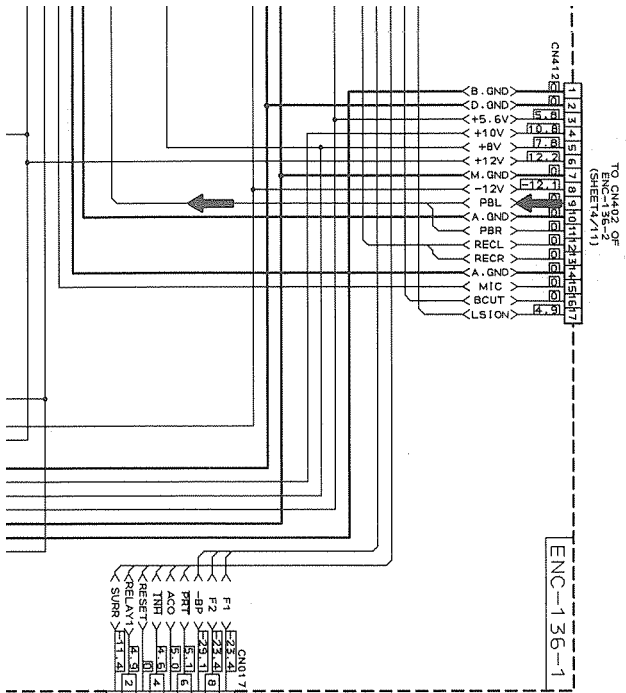 CN412
B.GND 0 1
D.GND 0 2
+5.6V 5.8 3
+10V 10.8 4
+8V 7.8 5
+12V 12.2 6
M.GND 0 7
-12V -12.1 8
PBL 9
A.GND 0 10
PBR 0 11
RECL 0 12
RECR 0 13
A.GND 0 14
MIC 0 15
BCUT 0 16
LSION 4.9 17
TO CN402 OF
ENC-136-2
(SHEET4/11)
ENC-136-1
CN017
F1 -23.4
F2 -23.4 8
-BP -29.1
PRT 5.1 6
ACO 5.0
INH 4.6 4
RESET 0
RELAY1 4.9 2
SURR -11.4